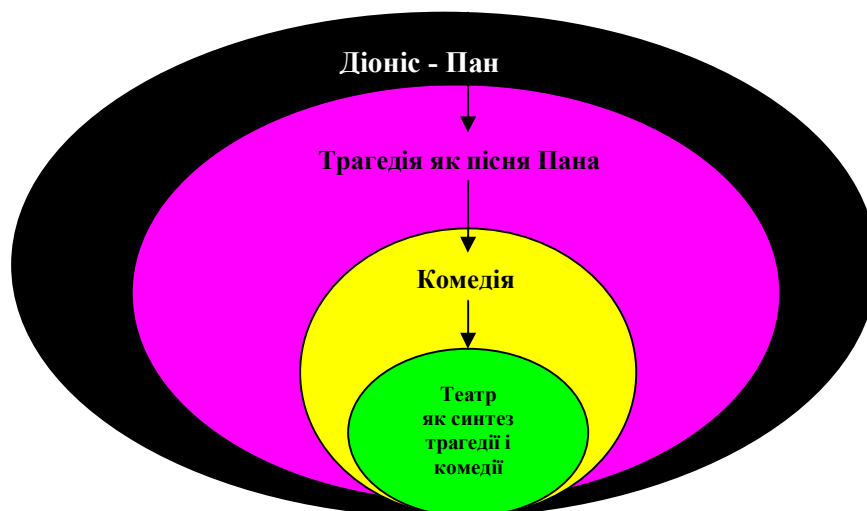 Діоніс - Пан
Трагедія як пісня Пана
Комедія
Театр
як синтез
трагедії і
комедії